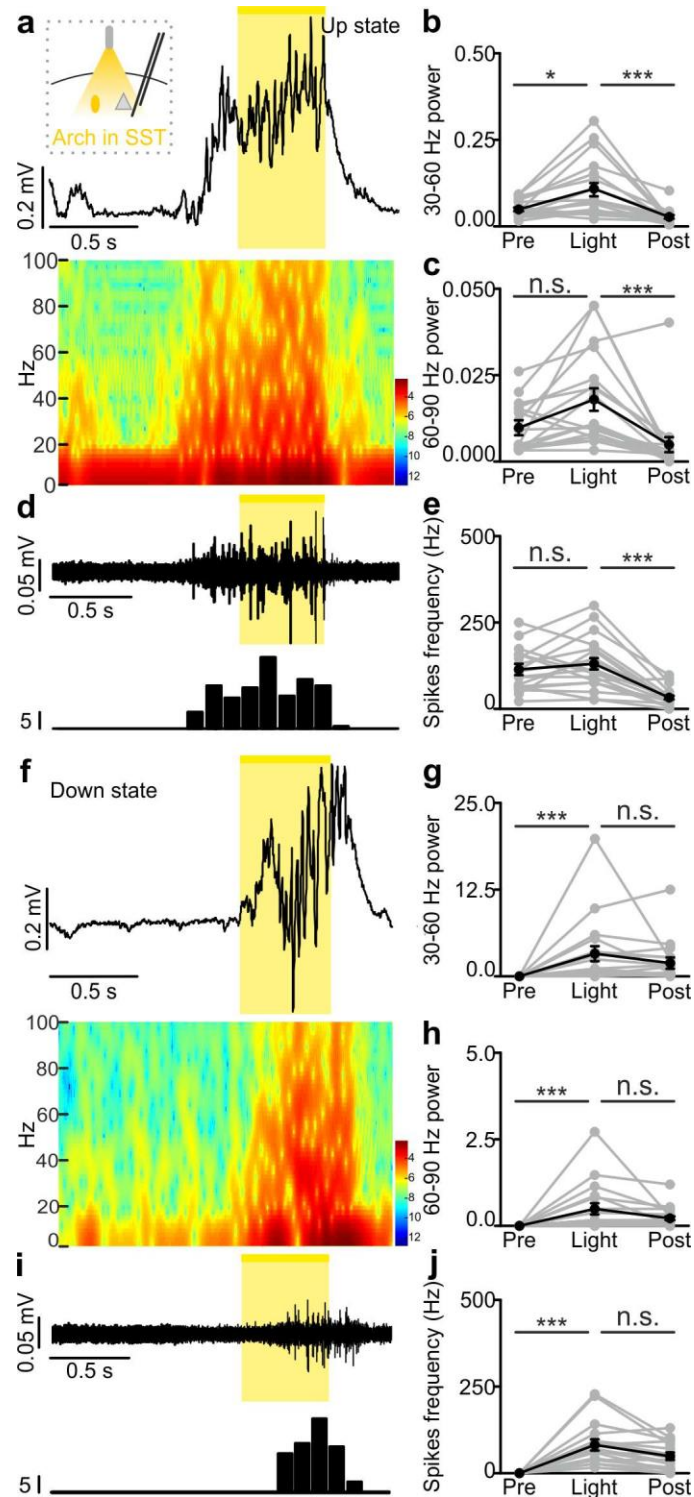 a
Up state
Arch in SST
0.2 mV
0.5 s
b
0.50
0.25
0.00
30-60 Hz power
*
***
Pre Light Post
100
80
60
40
20
0
Hz
4
6
8
10
12
c
0.050
0.025
0.000
60-90 Hz power
n.s.
***
Pre Light Post
d
0.05 mV
0.5 s
5
e
500
250
0
Spikes frequency (Hz)
n.s.
***
Pre Light Post
f
Down state
0.2 mV
0.5 s
g
25.0
12.5
0.0
30-60 Hz power
***
n.s.
Pre Light Post
100
80
60
40
20
0
Hz
-4
-6
8
10
-12
h
5.0
2.5
0.0
60-90 Hz power
***
n.s.
Pre Light Post
i
0.05 mV
0.5 s
5
j
500
250
0
Spikes frequency (Hz)
***
n.s.
Pre Light Post